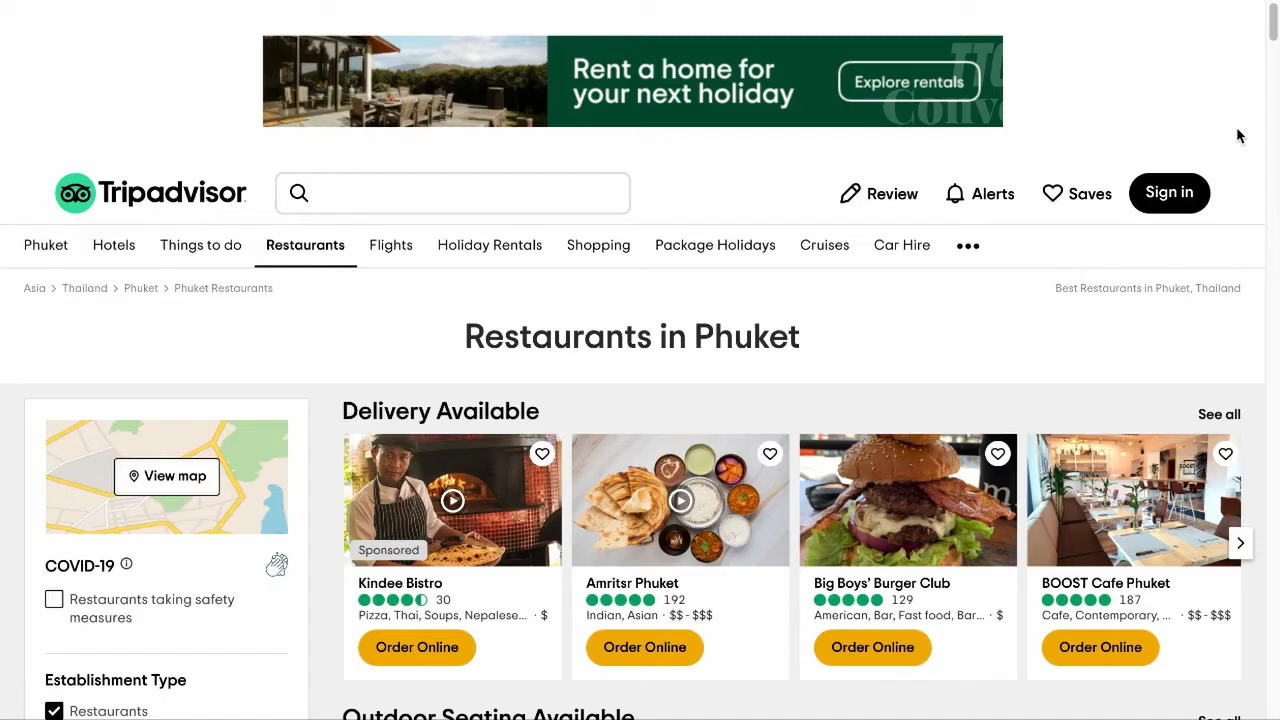 Rent a home for
your next holiday
Explore rentals
Tripadvisor
Review
Alerts
Saves
Sign in
Phuket
Hotels
Things to do
Restaurants
Flights
Holiday Rentals
Shopping
Package Holidays
Cruises
Car Hire
Asia > Thailand > Phuket > Phuket Restaurants
Best Restaurants in Phuket, Thailand
Restaurants in Phuket
View map
COVID-19
Restaurants taking safety
measures
Establishment Type
Restaurants
Delivery Available
See all
Sponsored
Kindee Bistro
30
Pizza, Thai, Soups, Nepalese... · $
Order Online
Amritsr Phuket
192
Indian, Asian · $$ - $$$
Order Online
Big Boys' Burger Club
129
American, Bar, Fast food, Bar... · $
Order Online
BOOST Cafe Phuket
187
Cafe, Contemporary, ... · $$ - $$$
Order Online
Outdoor Seating Available
See all